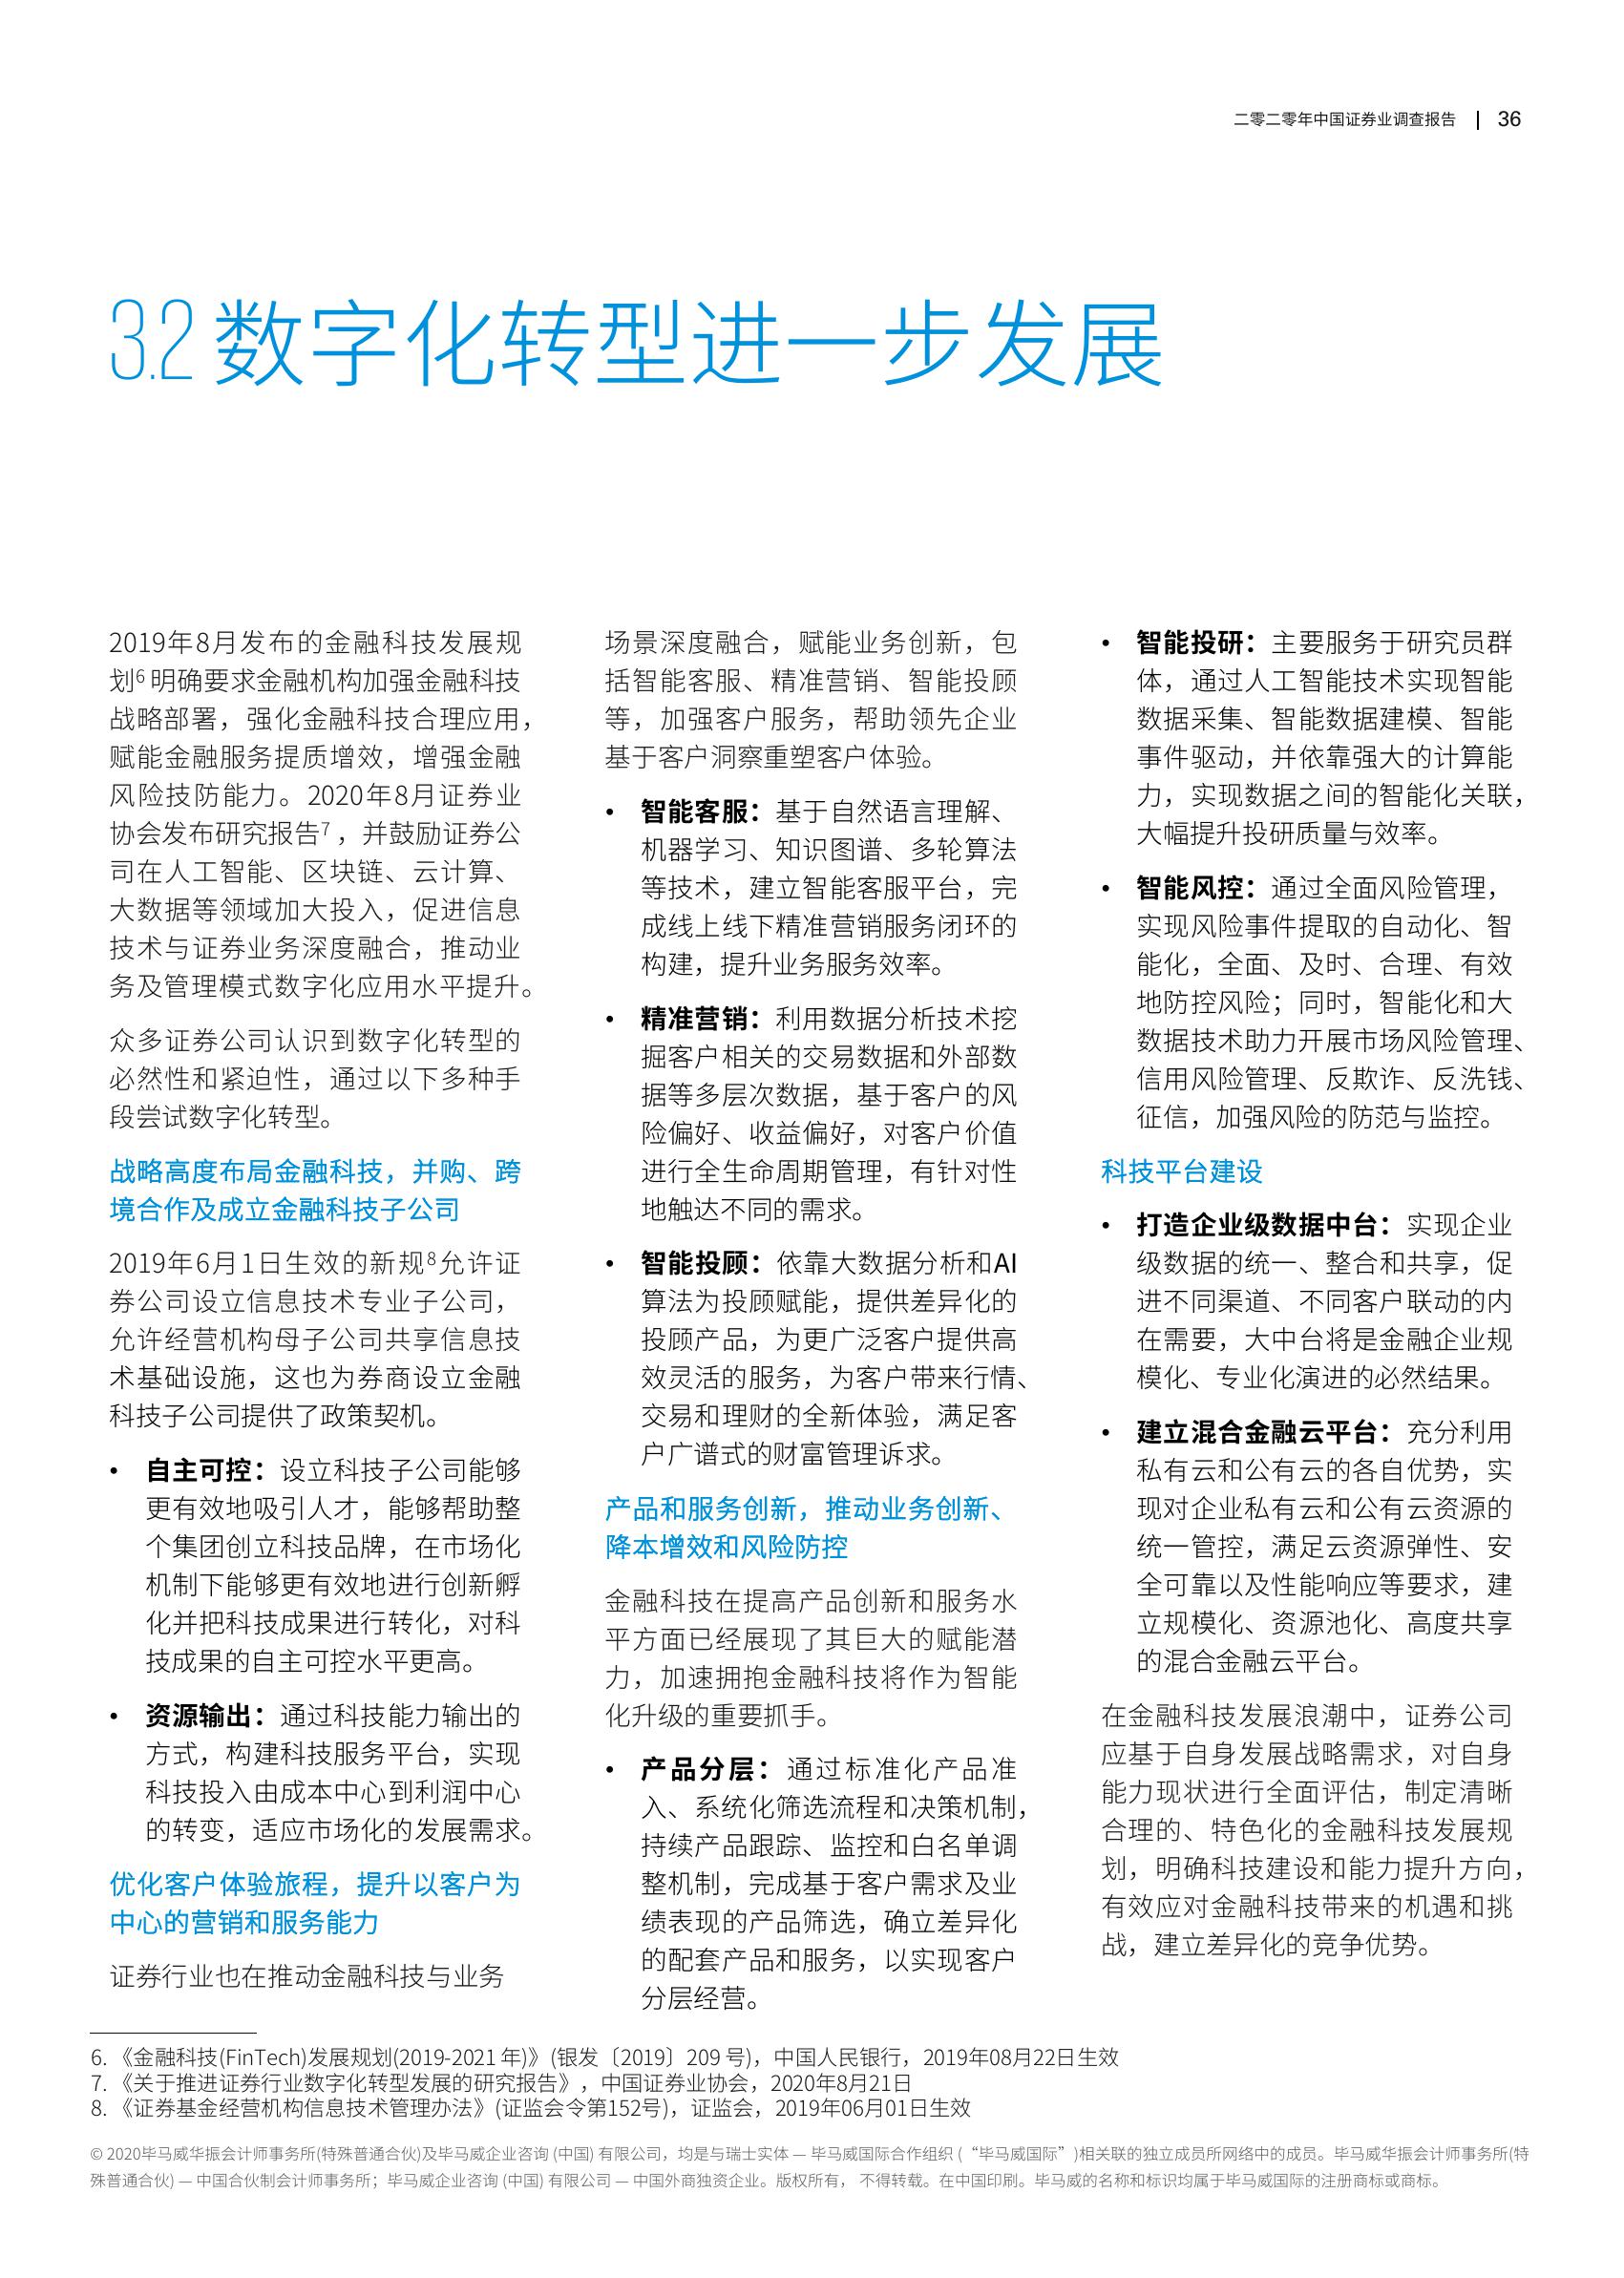 二零二零年中国证券业调查报告 | 36
3.2 数字化转型进一步发展
2019年8月发布的金融科技发展规
划6 明确要求金融机构加强金融科技
战略部署，强化金融科技合理应用，
赋能金融服务提质增效，增强金融
风险技防能力。2020年8月证券业
协会发布研究报告7 ，并鼓励证券公
司在人工智能、区块链、云计算、
大数据等领域加大投入，促进信息
技术与证券业务深度融合，推动业
务及管理模式数字化应用水平提升。
众多证券公司认识到数字化转型的
必然性和紧迫性，通过以下多种手
段尝试数字化转型。
战略高度布局金融科技，并购、跨
境合作及成立金融科技子公司
2019年6月1日生效的新规8允许证
券公司设立信息技术专业子公司，
允许经营机构母子公司共享信息技
术基础设施，这也为券商设立金融
科技子公司提供了政策契机。
• 自主可控：设立科技子公司能够
更有效地吸引人才，能够帮助整
个集团创立科技品牌，在市场化
机制下能够更有效地进行创新孵
化并把科技成果进行转化，对科
技成果的自主可控水平更高。
• 资源输出：通过科技能力输出的
方式，构建科技服务平台，实现
科技投入由成本中心到利润中心
的转变，适应市场化的发展需求。
优化客户体验旅程，提升以客户为
中心的营销和服务能力
证券行业也在推动金融科技与业务
场景深度融合，赋能业务创新，包
括智能客服、精准营销、智能投顾
等，加强客户服务，帮助领先企业
基于客户洞察重塑客户体验。
• 智能客服：基于自然语言理解、
机器学习、知识图谱、多轮算法
等技术，建立智能客服平台，完
成线上线下精准营销服务闭环的
构建，提升业务服务效率。
• 精准营销：利用数据分析技术挖
掘客户相关的交易数据和外部数
据等多层次数据，基于客户的风
险偏好、收益偏好，对客户价值
进行全生命周期管理，有针对性
地触达不同的需求。
• 智能投顾：依靠大数据分析和AI
算法为投顾赋能，提供差异化的
投顾产品，为更广泛客户提供高
效灵活的服务，为客户带来行情、
交易和理财的全新体验，满足客
户广谱式的财富管理诉求。
产品和服务创新，推动业务创新、
降本增效和风险防控
金融科技在提高产品创新和服务水
平方面已经展现了其巨大的赋能潜
力，加速拥抱金融科技将作为智能
化升级的重要抓手。
• 产品分层：通过标准化产品准
入、系统化筛选流程和决策机制，
持续产品跟踪、监控和白名单调
整机制，完成基于客户需求及业
绩表现的产品筛选，确立差异化
的配套产品和服务，以实现客户
分层经营。
• 智能投研：主要服务于研究员群
体，通过人工智能技术实现智能
数据采集、智能数据建模、智能
事件驱动，并依靠强大的计算能
力，实现数据之间的智能化关联，
大幅提升投研质量与效率。
• 智能风控：通过全面风险管理，
实现风险事件提取的自动化、智
能化，全面、及时、合理、有效
地防控风险；同时，智能化和大
数据技术助力开展市场风险管理、
信用风险管理、反欺诈、反洗钱、
征信，加强风险的防范与监控。
科技平台建设
• 打造企业级数据中台：实现企业
级数据的统一、整合和共享，促
进不同渠道、不同客户联动的内
在需要，大中台将是金融企业规
模化、专业化演进的必然结果。
• 建立混合金融云平台：充分利用
私有云和公有云的各自优势，实
现对企业私有云和公有云资源的
统一管控，满足云资源弹性、安
全可靠以及性能响应等要求，建
立规模化、资源池化、高度共享
的混合金融云平台。
在金融科技发展浪潮中，证券公司
应基于自身发展战略需求，对自身
能力现状进行全面评估，制定清晰
合理的、特色化的金融科技发展规
划，明确科技建设和能力提升方向，
有效应对金融科技带来的机遇和挑
战，建立差异化的竞争优势。
6. 《金融科技(FinTech)发展规划(2019-2021 年)》(银发〔2019〕209 号)，中国人民银行，2019年08月22日生效
7. 《关于推进证券行业数字化转型发展的研究报告》，中国证券业协会，2020年8月21日
8. 《证券基金经营机构信息技术管理办法》(证监会令第152号)，证监会，2019年06月01日生效
© 2020毕马威华振会计师事务所(特殊普通合伙)及毕马威企业咨询 (中国) 有限公司，均是与瑞士实体 — 毕马威国际合作组织 (“毕马威国际”)相关联的独立成员所网络中的成员。毕马威华振会计师事务所(特
殊普通合伙) — 中国合伙制会计师事务所；毕马威企业咨询 (中国) 有限公司 — 中国外商独资企业。版权所有， 不得转载。在中国印刷。毕马威的名称和标识均属于毕马威国际的注册商标或商标。